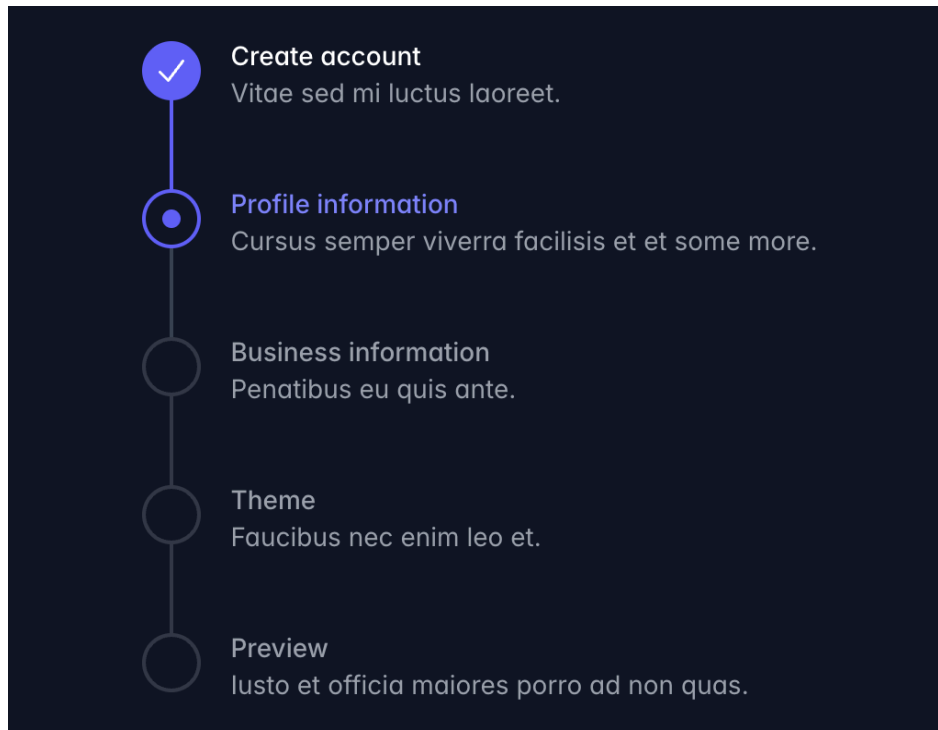 Create account
Vitae sed mi luctus laoreet.
Profile information
Cursus semper viverra facilisis et et some more.
Business information
Penatibus eu quis ante.
Theme
Faucibus nec enim leo et.
Preview
Iusto et officia maiores porro ad non quas.